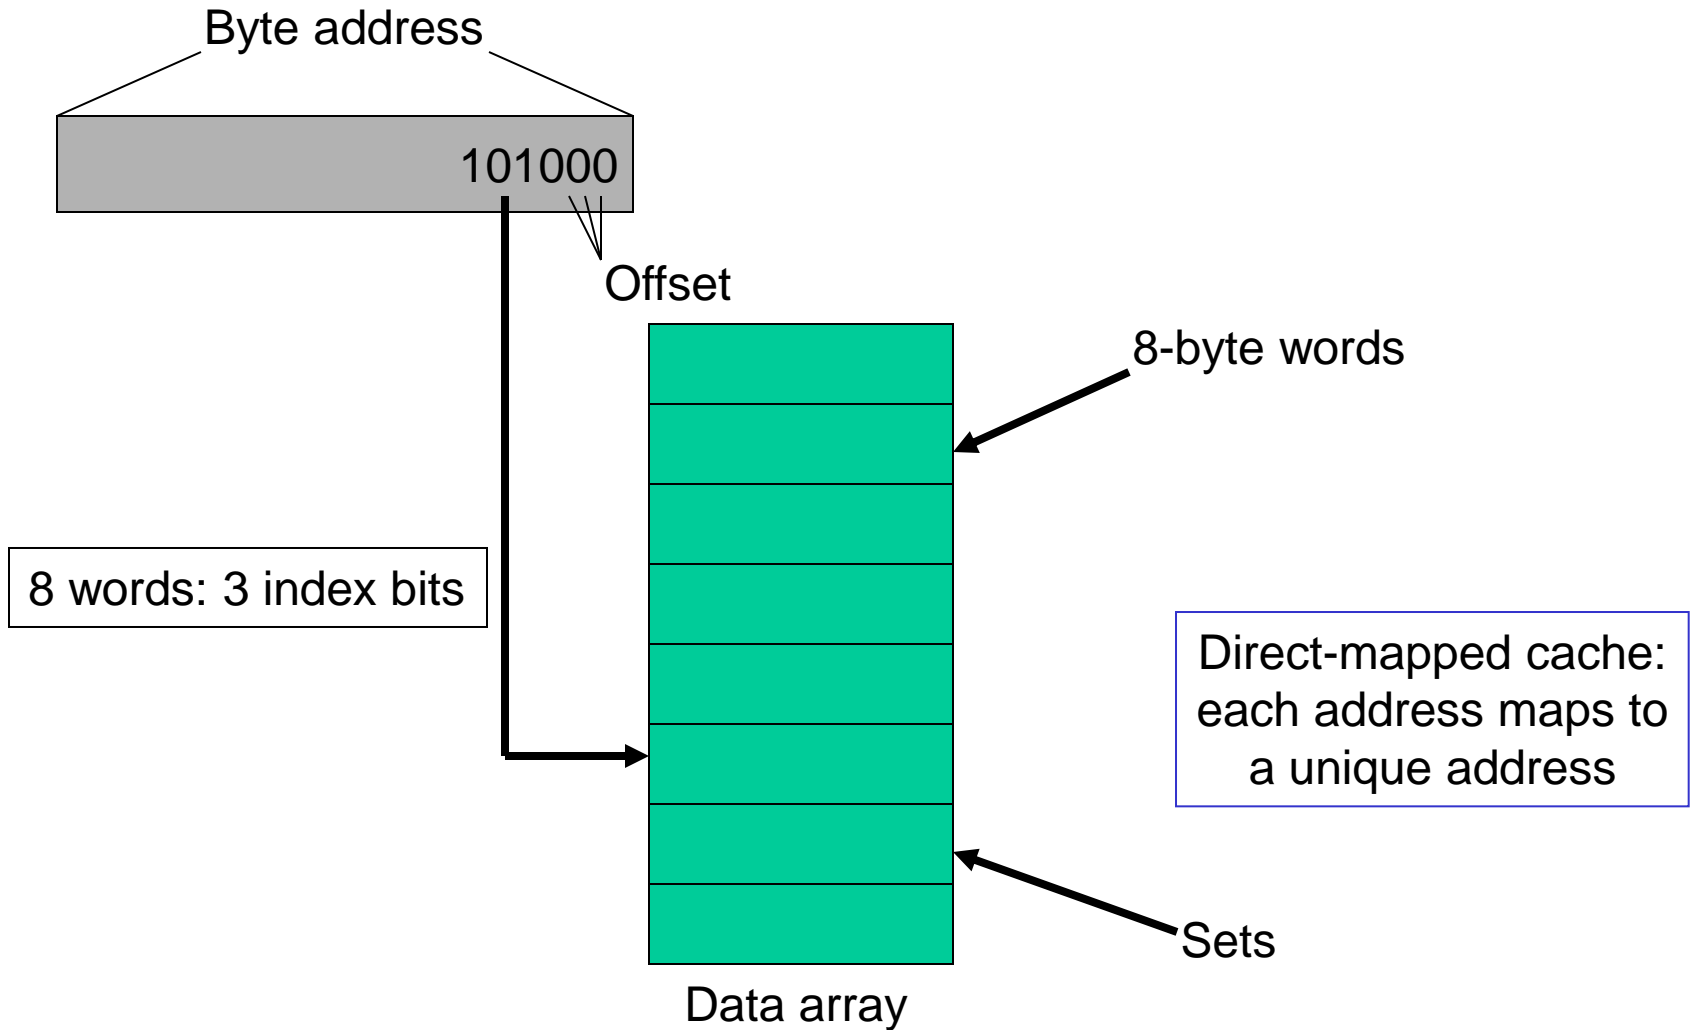 Byte address
101000
Offset
8-byte words
8 words: 3 index bits
Direct-mapped cache:
each address maps to
a unique address
Sets
Data array